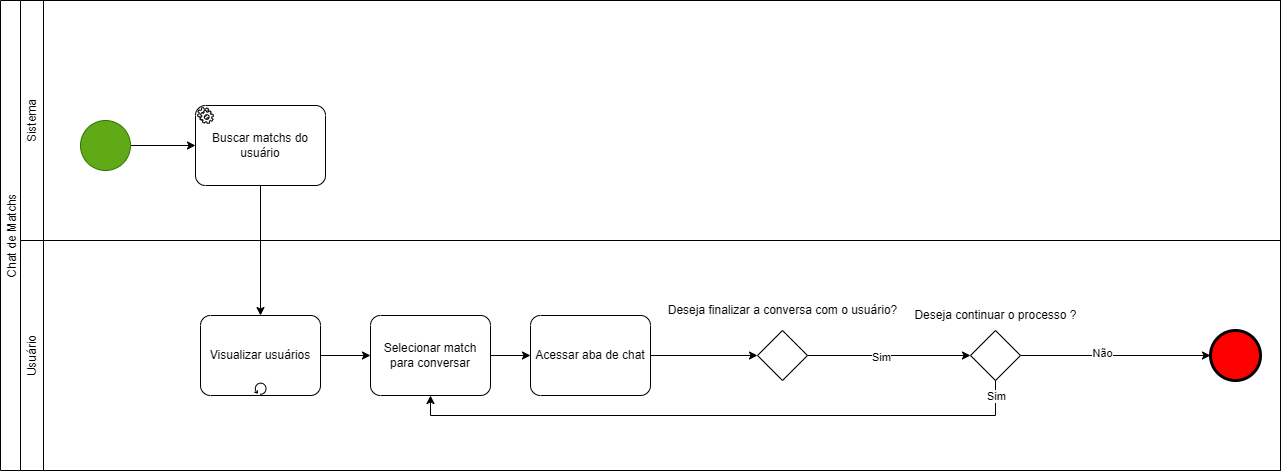 Chat de Matchs
Sistema
Buscar matchs do
usuário
Usuário
Visualizar usuários
Selecionar match
para conversar
Acessar aba de chat
Deseja finalizar a conversa com o usuário?
Sim
Deseja continuar o processo ?
Não
Sim